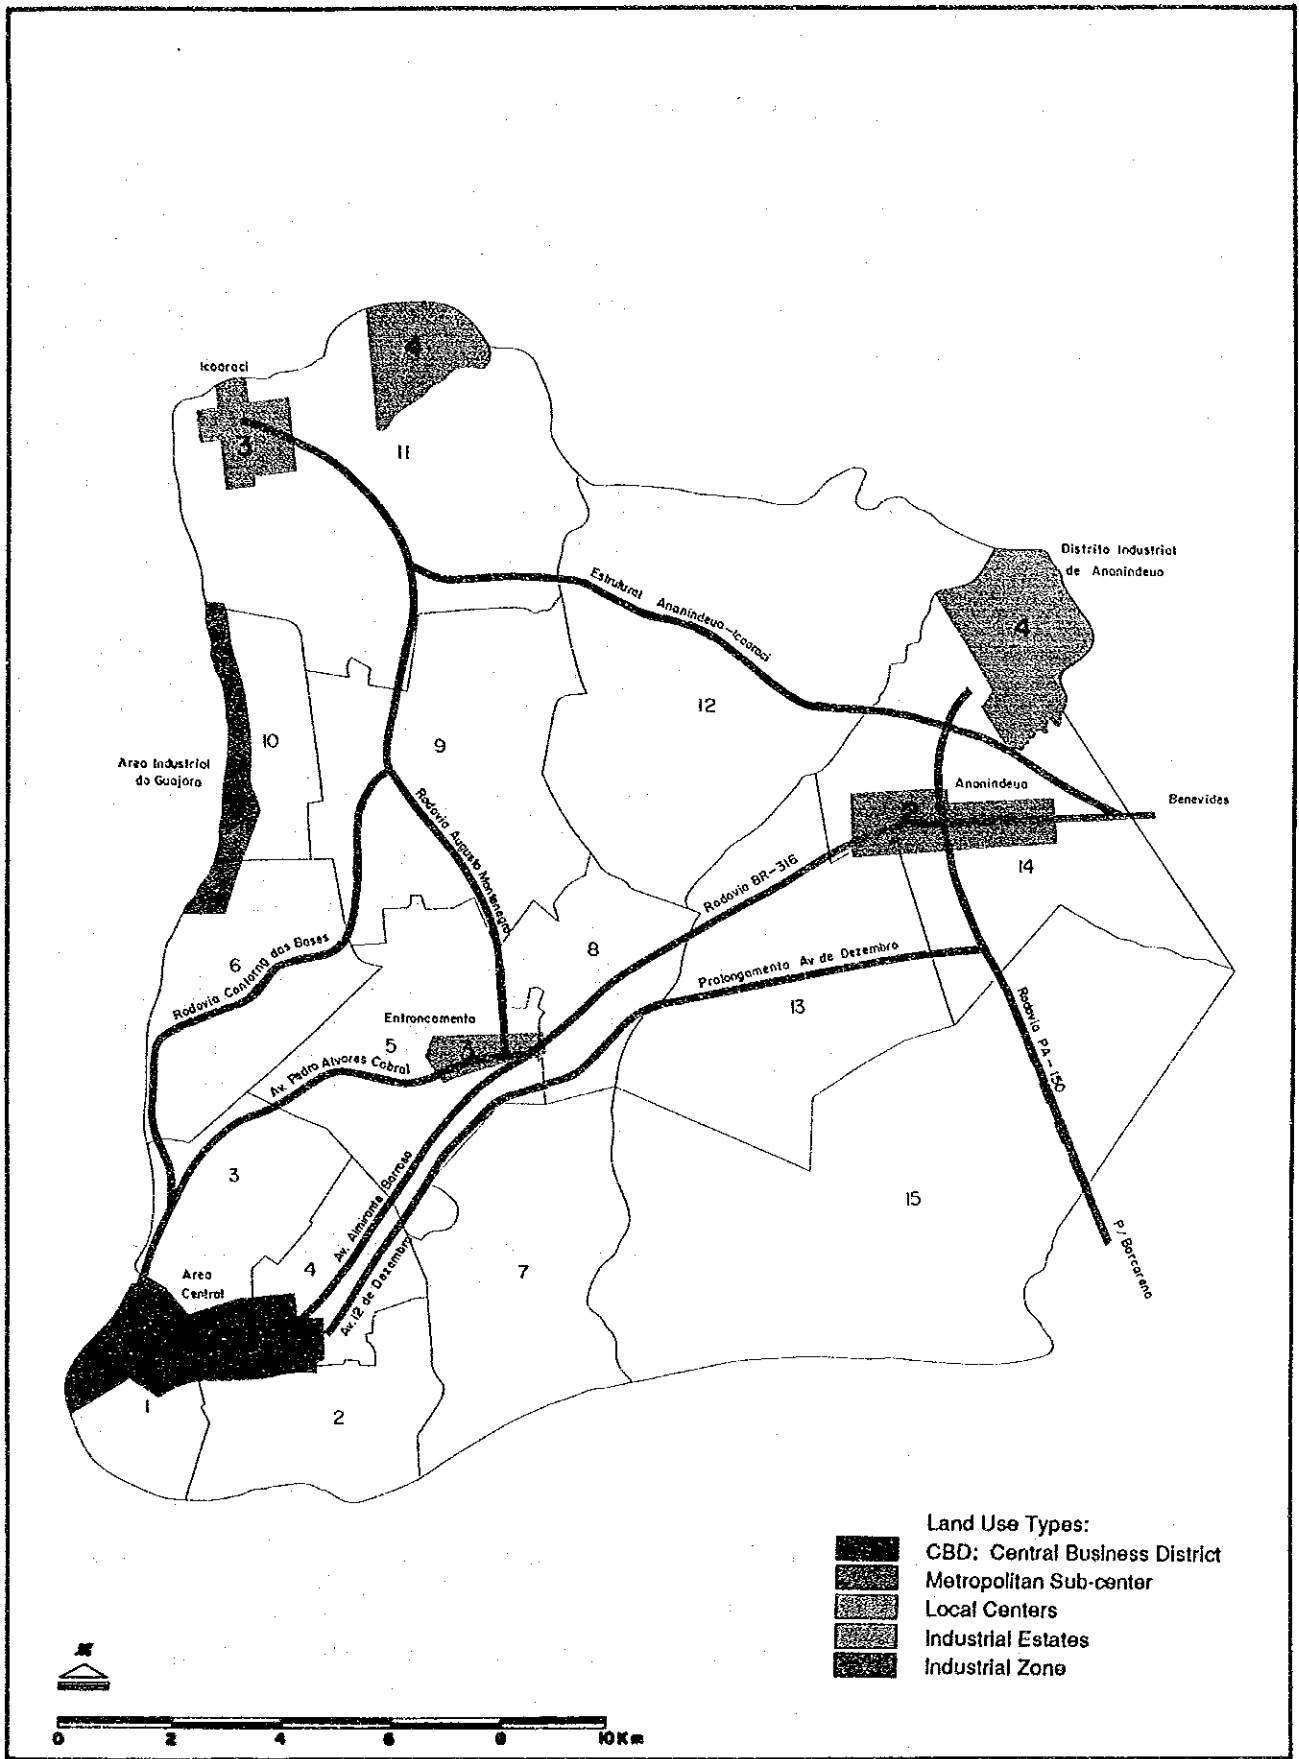 4
Icoaraci
3
11
Distrito Industrial
de Ananindeua
4
Estrutural Ananindeua-Icoaraci
12
10
9
Area Industrial
do Guajara
Ananindeua
2
Benevides
Rodovia Augusto Montenegro
Rodovia BR-316
14
8
6
Rodovia Contorno das Bases
Prolongamento Av de Dezembro
13
Entroncamento
5
Rodovia PA-150
Av. Pedro Alvares Cabral
3
Av. Almirante Barroso
15
4
Area
Central
Av. 12 de Dezembro
7
P/ Barcarena
1
2
Land Use Types:
CBD: Central Business District
Metropolitan Sub-center
Local Centers
Industrial Estates
Industrial Zone
N
0 2 4 6 8 10Km